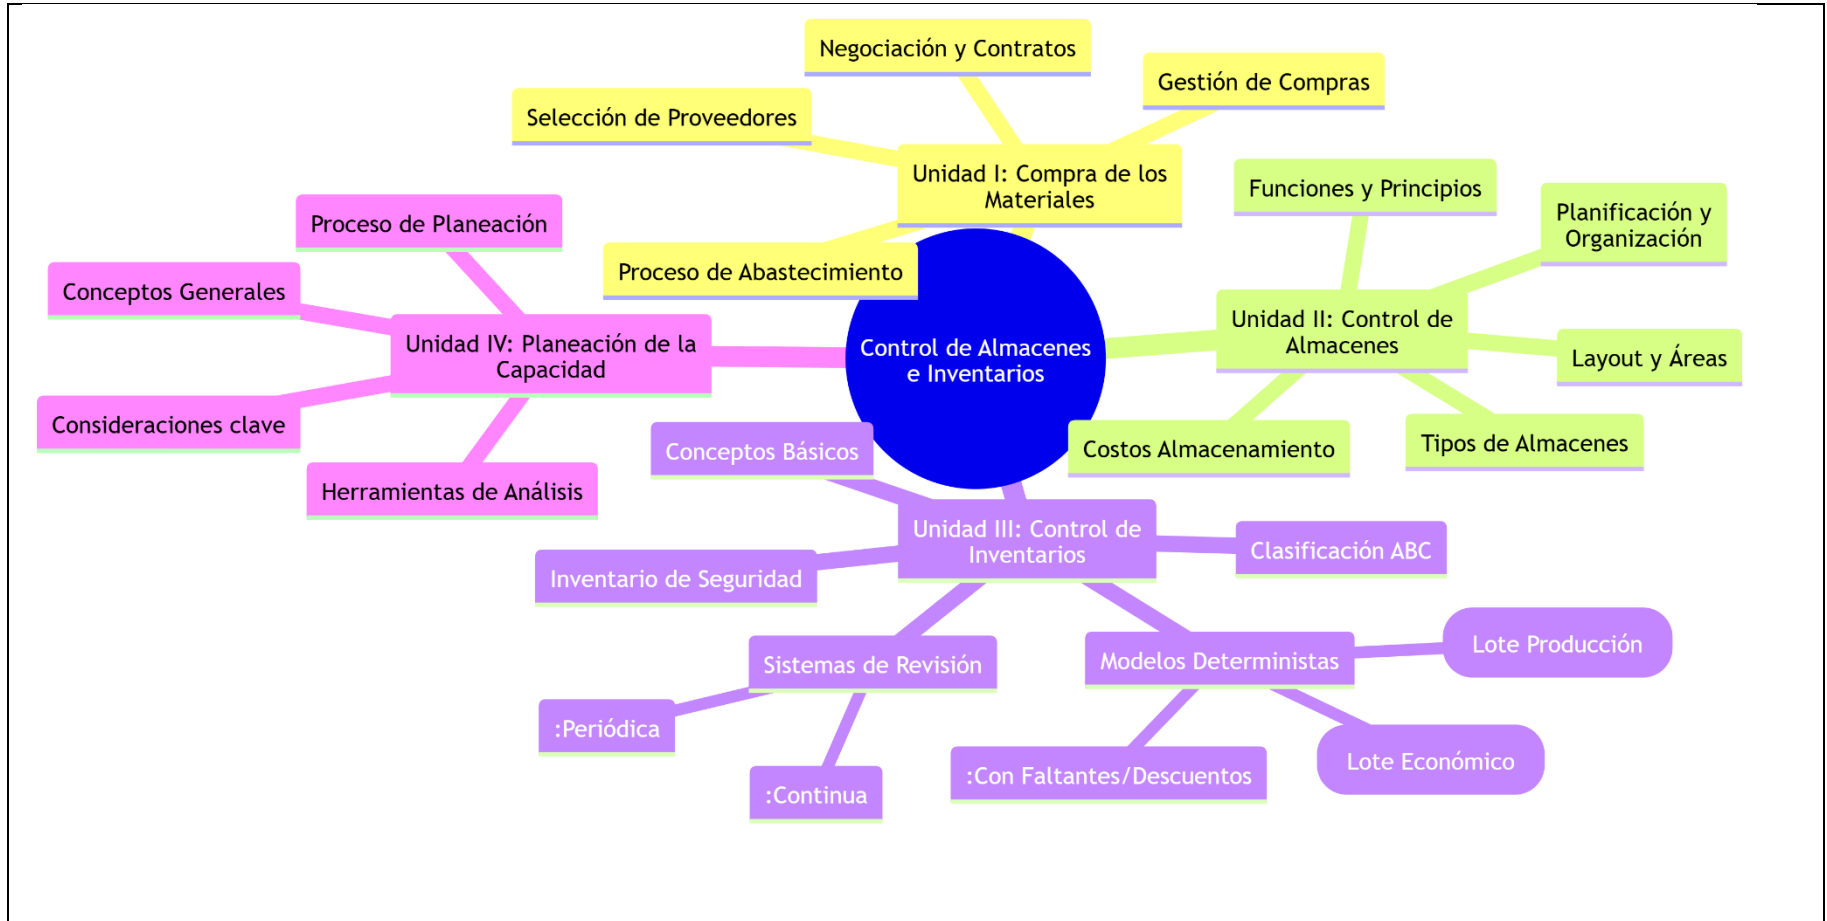 Negociación y Contratos
Gestión de Compras
Selección de Proveedores
Unidad I: Compra de los
Materiales
Proceso de Abastecimiento
Funciones y Principios
Planificación y
Organización
Unidad II: Control de
Almacenes
Layout y Áreas
Costos Almacenamiento
Tipos de Almacenes
Proceso de Planeación
Conceptos Generales
Unidad IV: Planeación de la
Capacidad
Consideraciones clave
Herramientas de Análisis
Control de Almacenes
e Inventarios
Conceptos Básicos
Unidad III: Control de
Inventarios
Clasificación ABC
Inventario de Seguridad
Sistemas de Revisión
:Periódica
:Continua
Modelos Deterministas
Lote Producción
Lote Económico
:Con Faltantes/Descuentos